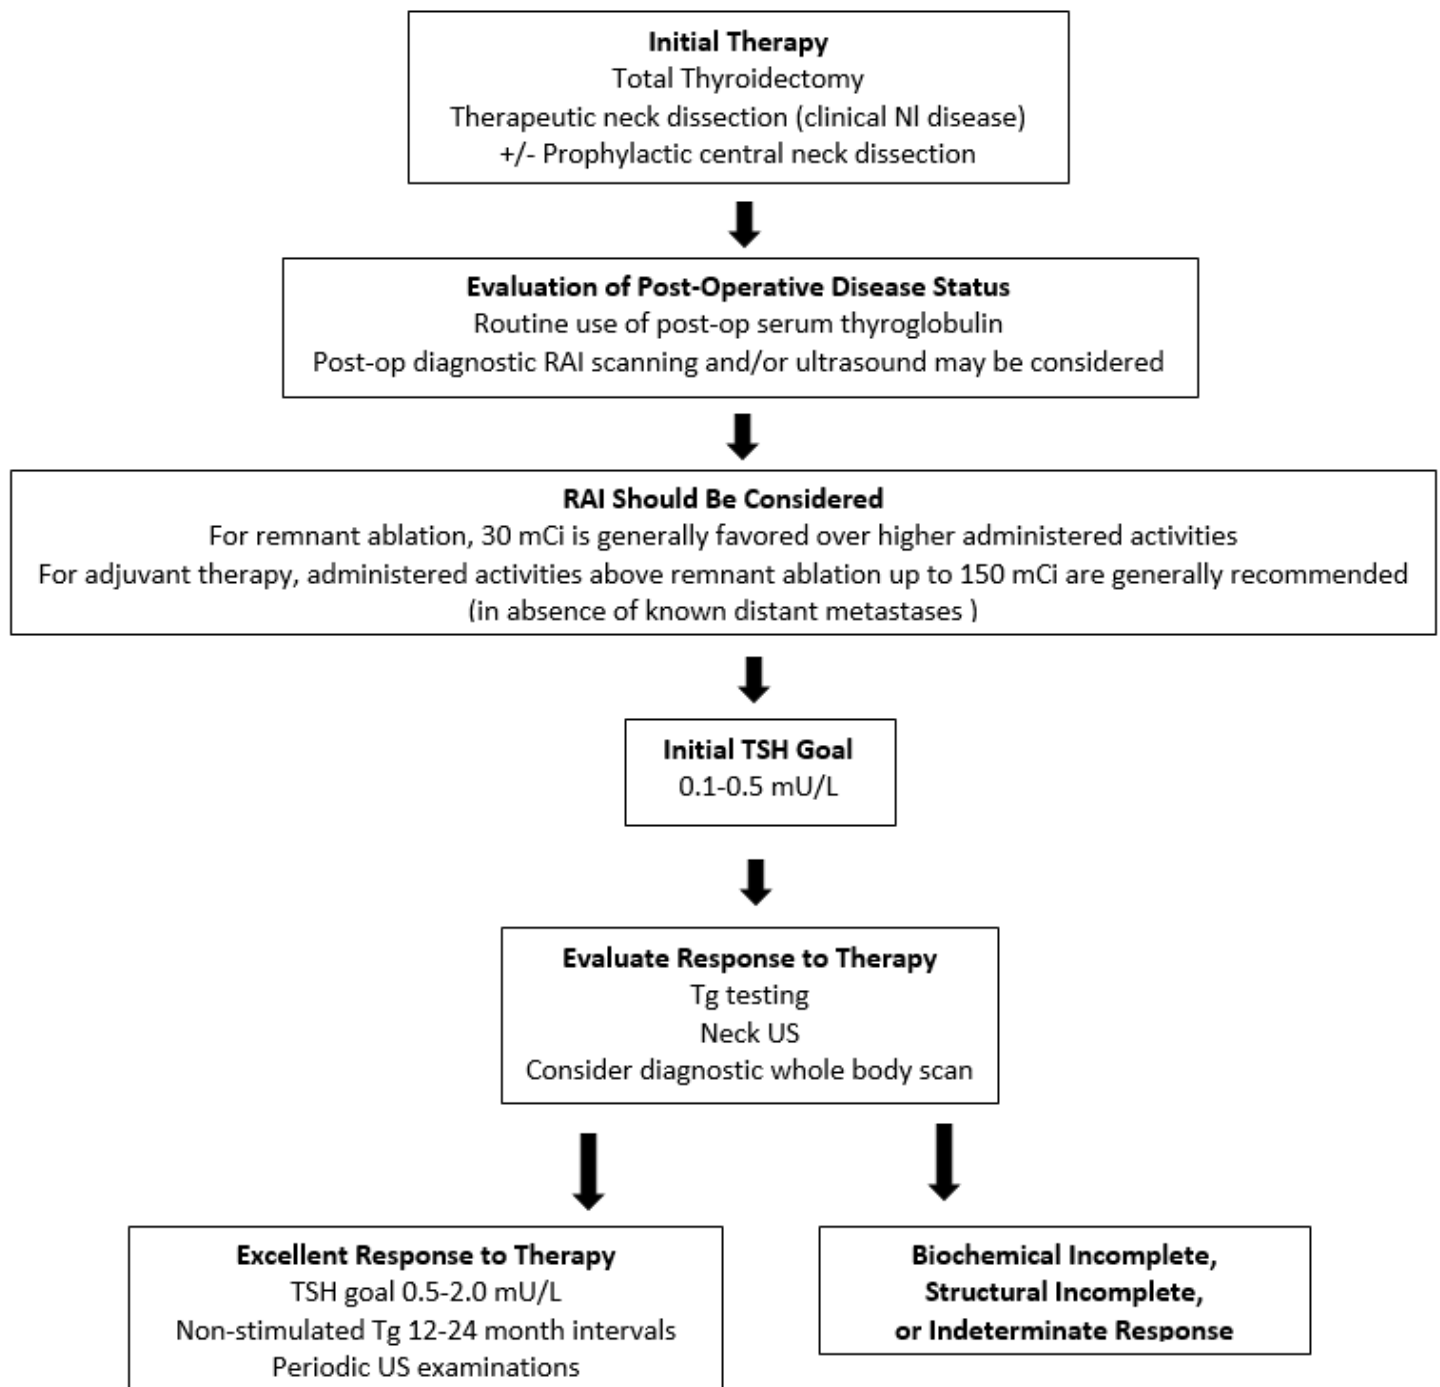 Initial Therapy
Total Thyroidectomy
Therapeutic neck dissection (clinical Nl disease)
+/- Prophylactic central neck dissection
Evaluation of Post-Operative Disease Status
Routine use of post-op serum thyroglobulin
Post-op diagnostic RAI scanning and/or ultrasound may be considered
RAI Should Be Considered
For remnant ablation, 30 mCi is generally favored over higher administered activities
For adjuvant therapy, administered activities above remnant ablation up to 150 mCi are generally recommended
(in absence of known distant metastases )
Initial TSH Goal
0.1-0.5 mU/L
Evaluate Response to Therapy
Tg testing
Neck US
Consider diagnostic whole body scan
Excellent Response to Therapy
TSH goal 0.5-2.0 mU/L
Non-stimulated Tg 12-24 month intervals
Periodic US examinations
Biochemical Incomplete,
Structural Incomplete,
or Indeterminate Response